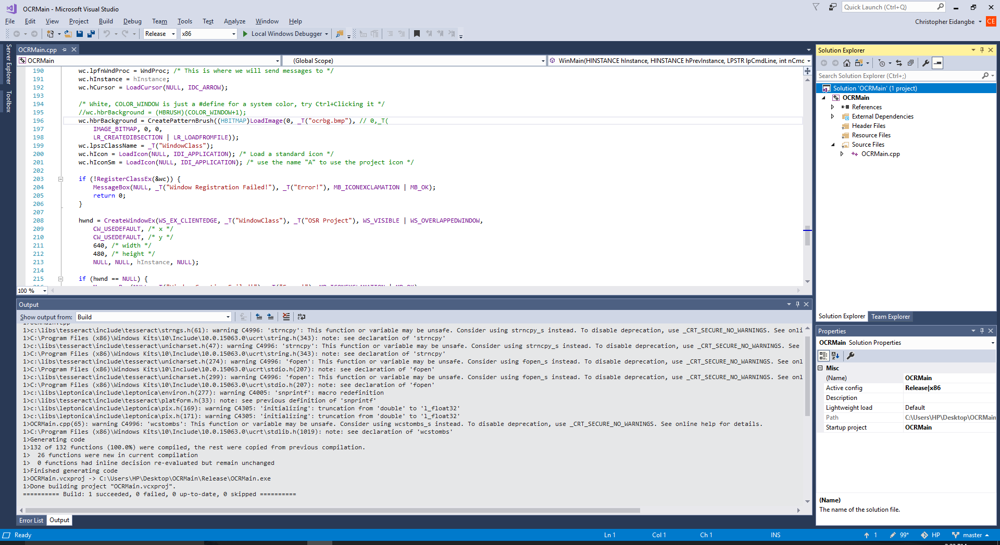 OCRMain - Microsoft Visual Studio
Quick Launch (Ctrl+Q)
File Edit View Project Build Debug Team Tools Test Analyze Window Help
Christopher Eidangbe CE
Release x86 Local Windows Debugger
Server Explorer
Toolbox
OCRMain.cpp
OCRMain (Global Scope) WinMain(HINSTANCE hInstance, HINSTANCE hPrevInstance, LPSTR lpCmdLine, int nCmc
190 wc.lpfnWndProc = WndProc; /* This is where we will send messages to */
191 wc.hInstance = hInstance;
192 wc.hCursor = LoadCursor(NULL, IDC_ARROW);
193
194 /* White, COLOR_WINDOW is just a #define for a system color, try Ctrl+Clicking it */
195 //wc.hbrBackground = (HBRUSH)(COLOR_WINDOW+1);
196 wc.hbrBackground = CreatePatternBrush((HBITMAP)LoadImage(0, _T("ocrbg.bmp"), // 0,_T(
197 IMAGE_BITMAP, 0, 0,
198 LR_CREATEDIBSECTION | LR_LOADFROMFILE));
199 wc.lpszClassName = _T("WindowClass");
200 wc.hIcon = LoadIcon(NULL, IDI_APPLICATION); /* Load a standard icon */
201 wc.hIconSm = LoadIcon(NULL, IDI_APPLICATION); /* use the name "A" to use the project icon */
202
203 if (!RegisterClassEx(&wc)) {
204 MessageBox(NULL, _T("Window Registration Failed!"), _T("Error!"), MB_ICONEXCLAMATION | MB_OK);
205 return 0;
206 }
207
208 hwnd = CreateWindowEx(WS_EX_CLIENTEDGE, _T("WindowClass"), _T("OSR Project"), WS_VISIBLE | WS_OVERLAPPEDWINDOW,
209 CW_USEDEFAULT, /* x */
210 CW_USEDEFAULT, /* y */
211 640, /* width */
212 480, /* height */
213 NULL, NULL, hInstance, NULL);
214
215 if (hwnd == NULL) {
100 %
Output
Show output from: Build
1>OCRMain.cpp
1>c:\libs\tesseract\include\tesseract\strngs.h(61): warning C4996: 'strncpy': This function or variable may be unsafe. Consider using strncpy_s instead. To disable deprecation, use _CRT_SECURE_NO_WARNINGS. See onli
1>C:\Program Files (x86)\Windows Kits\10\Include\10.0.15063.0\ucrt\string.h(343): note: see declaration of 'strncpy'
1>c:\libs\tesseract\include\tesseract\unicharset.h(47): warning C4996: 'strncpy': This function or variable may be unsafe. Consider using strncpy_s instead. To disable deprecation, use _CRT_SECURE_NO_WARNINGS. See
1>C:\Program Files (x86)\Windows Kits\10\Include\10.0.15063.0\ucrt\string.h(343): note: see declaration of 'strncpy'
1>c:\libs\tesseract\include\tesseract\unicharset.h(274): warning C4996: 'fopen': This function or variable may be unsafe. Consider using fopen_s instead. To disable deprecation, use _CRT_SECURE_NO_WARNINGS. See onl
1>C:\Program Files (x86)\Windows Kits\10\Include\10.0.15063.0\ucrt\stdio.h(207): note: see declaration of 'fopen'
1>c:\libs\tesseract\include\tesseract\unicharset.h(299): warning C4996: 'fopen': This function or variable may be unsafe. Consider using fopen_s instead. To disable deprecation, use _CRT_SECURE_NO_WARNINGS. See onl
1>C:\Program Files (x86)\Windows Kits\10\Include\10.0.15063.0\ucrt\stdio.h(207): note: see declaration of 'fopen'
1>c:\libs\leptonica\include\leptonica\environ.h(277): warning C4005: 'snprintf': macro redefinition
1>c:\libs\tesseract\include\tesseract\platform.h(33): note: see previous definition of 'snprintf'
1>c:\libs\leptonica\include\leptonica\pix.h(169): warning C4305: 'initializing': truncation from 'double' to 'l_float32'
1>c:\libs\leptonica\include\leptonica\pix.h(171): warning C4305: 'initializing': truncation from 'double' to 'l_float32'
1>OCRMain.cpp(65): warning C4996: 'wcstombs': This function or variable may be unsafe. Consider using wcstombs_s instead. To disable deprecation, use _CRT_SECURE_NO_WARNINGS. See online help for details.
1>C:\Program Files (x86)\Windows Kits\10\Include\10.0.15063.0\ucrt\stdlib.h(1019): note: see declaration of 'wcstombs'
1>Generating code
1>132 of 132 functions (100.0%) were compiled, the rest were copied from previous compilation.
1> 26 functions were new in current compilation
1> 0 functions had inline decision re-evaluated but remain unchanged
1>Finished generating code
1>OCRMain.vcxproj -> C:\Users\HP\Desktop\OCRMain\Release\OCRMain.exe
1>Done building project "OCRMain.vcxproj".
========== Build: 1 succeeded, 0 failed, 0 up-to-date, 0 skipped ==========
Error List Output
Solution Explorer
Search Solution Explorer (Ctrl+;)
Solution 'OCRMain' (1 project)
OCRMain
References
External Dependencies
Header Files
Resource Files
Source Files
OCRMain.cpp
Solution Explorer Team Explorer
Properties
OCRMain Solution Properties
Misc
(Name) OCRMain
Active config Release|x86
Description
Lightweight load Default
Path C:\Users\HP\Desktop\OCRMain
Startup project OCRMain
(Name)
The name of the solution file.
Ready Ln 1 Col 1 Ch 1 INS 1 99* HP master